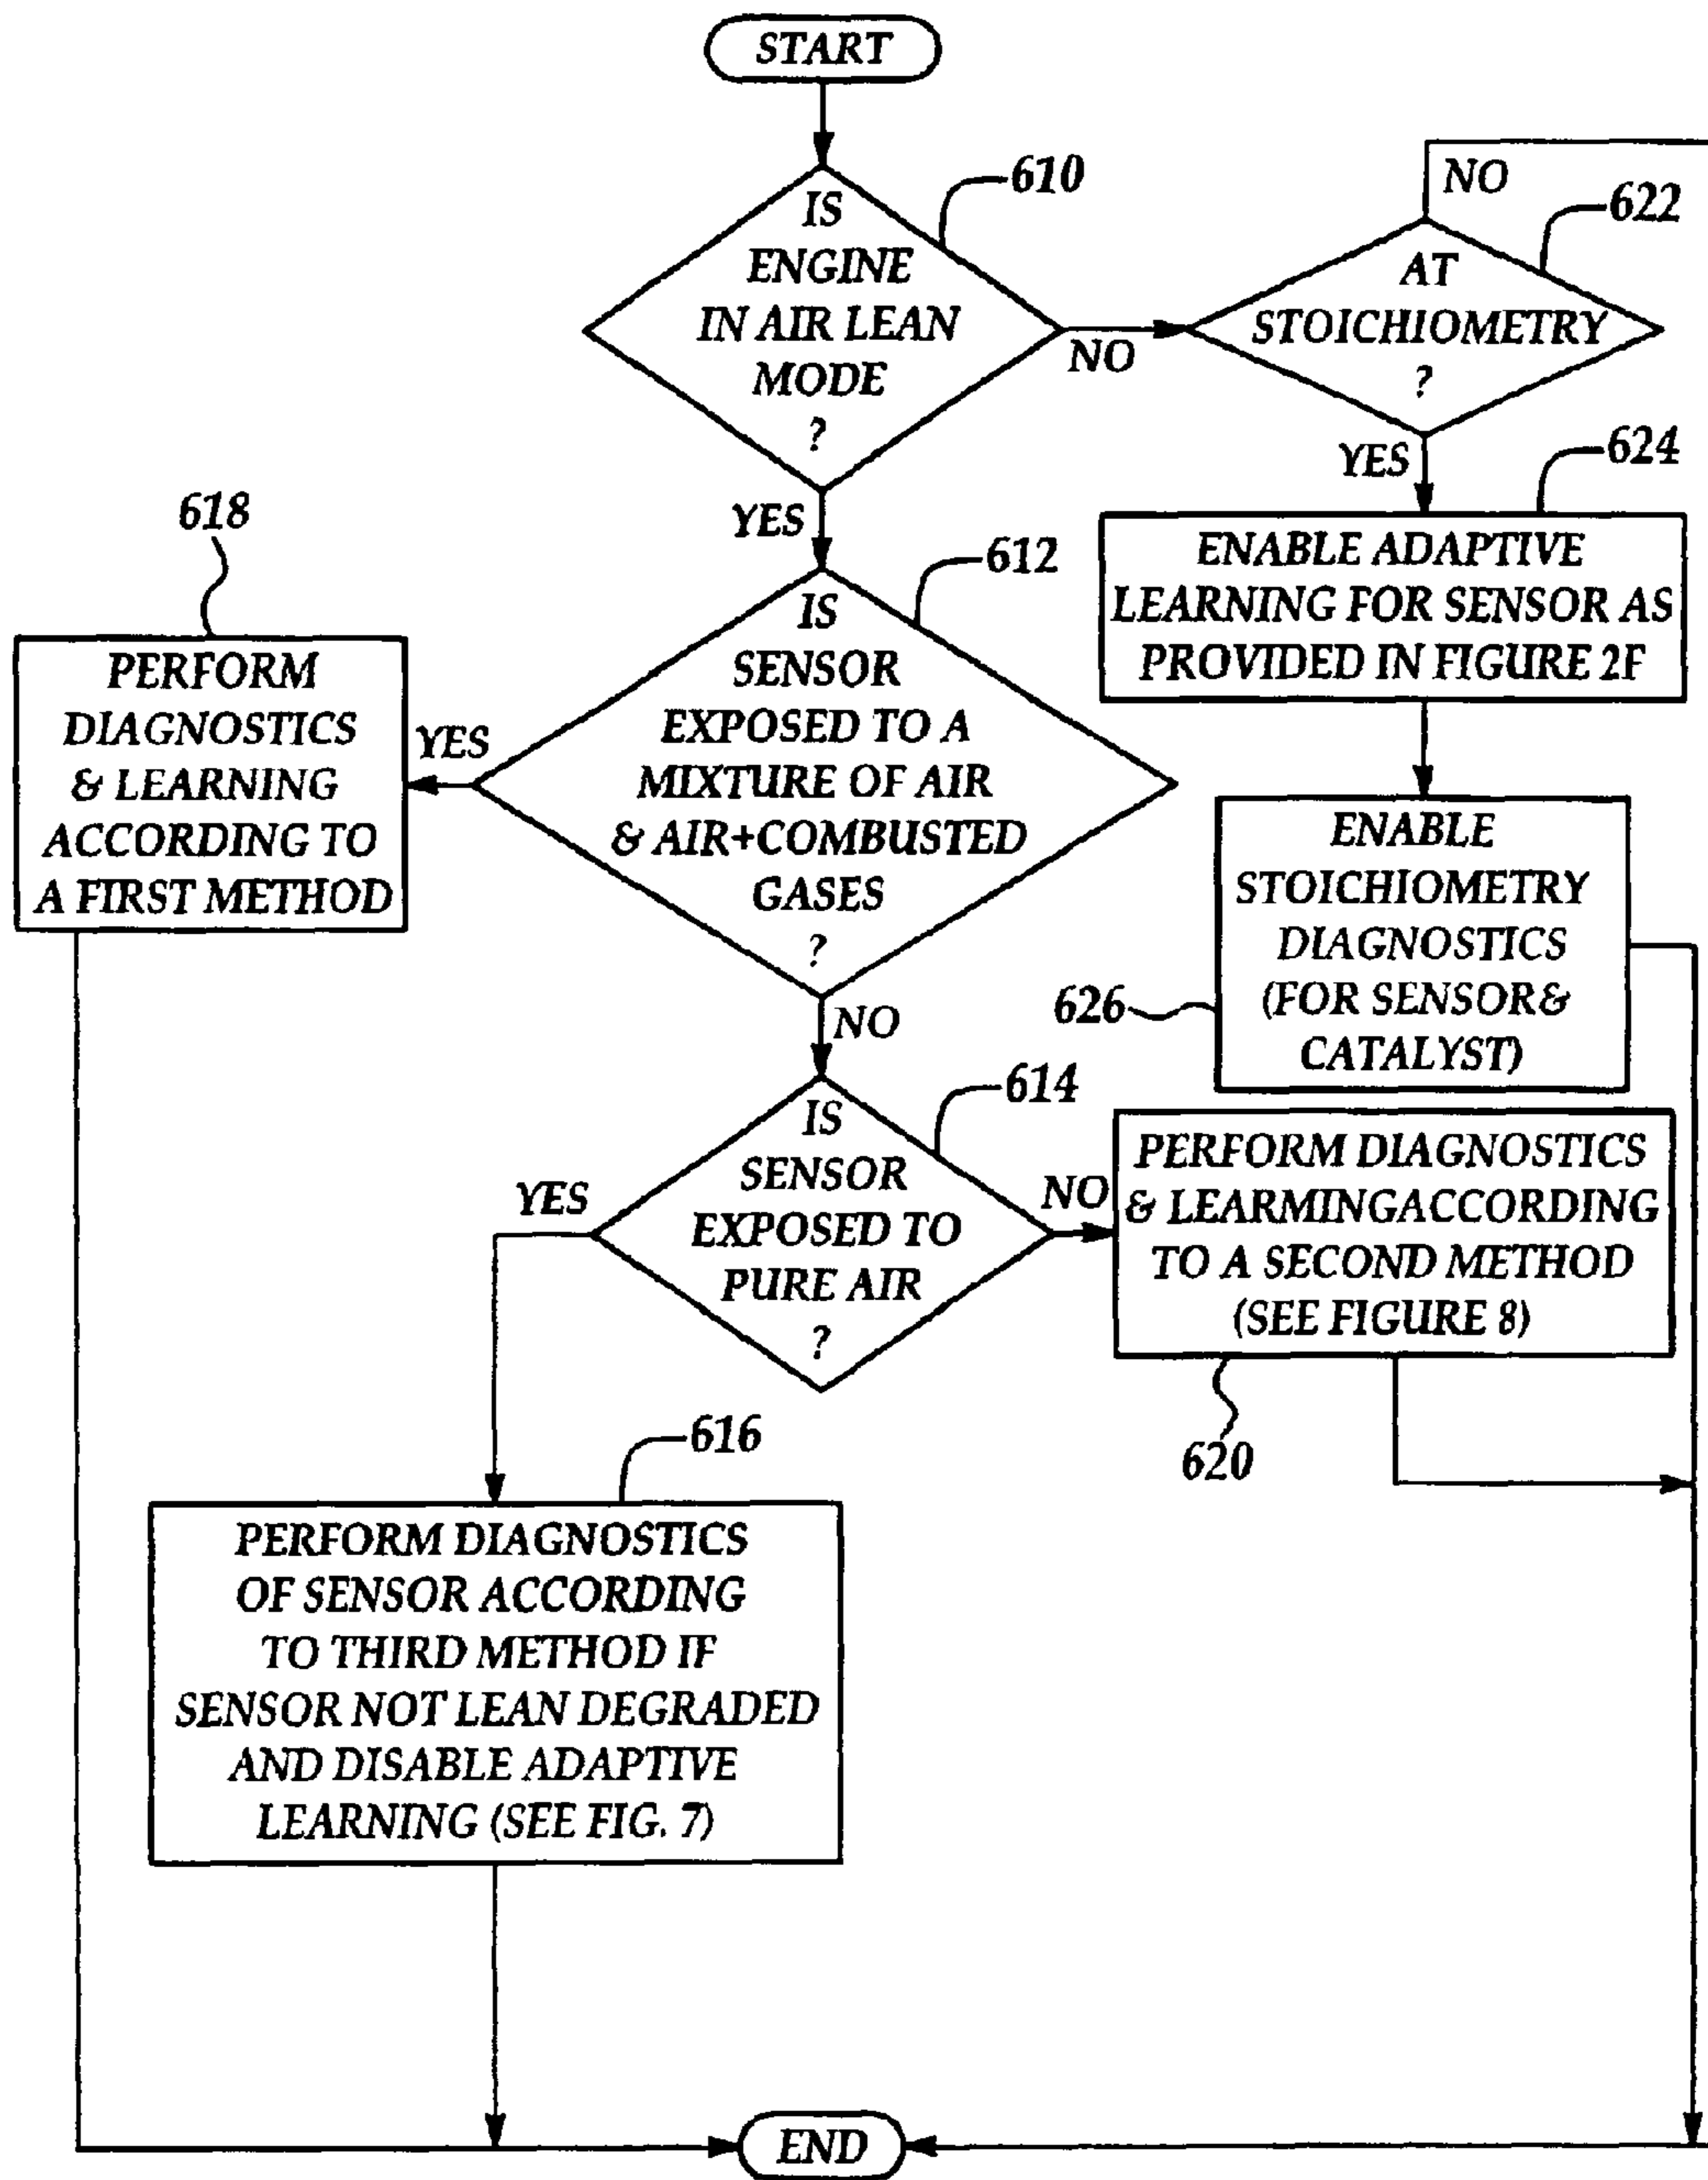 START
610
IS
ENGINE
IN AIR LEAN
MODE
?
NO
622
AT
STOICHIOMETRY
?
NO
YES
624
ENABLE ADAPTIVE
LEARNING FOR SENSOR AS
PROVIDED IN FIGURE 2F
YES
612
IS
SENSOR
EXPOSED TO A
MIXTURE OF AIR
& AIR+COMBUSTED
GASES
?
YES
618
PERFORM
DIAGNOSTICS
& LEARNING
ACCORDING TO
A FIRST METHOD
626
ENABLE
STOICHIOMETRY
DIAGNOSTICS
(FOR SENSOR&
CATALYST)
NO
614
IS
SENSOR
EXPOSED TO
PURE AIR
?
YES
NO
PERFORM DIAGNOSTICS
& LEARMINGACCORDING
TO A SECOND METHOD
(SEE FIGURE 8)
620
616
PERFORM DIAGNOSTICS
OF SENSOR ACCORDING
TO THIRD METHOD IF
SENSOR NOT LEAN DEGRADED
AND DISABLE ADAPTIVE
LEARNING (SEE FIG. 7)
END